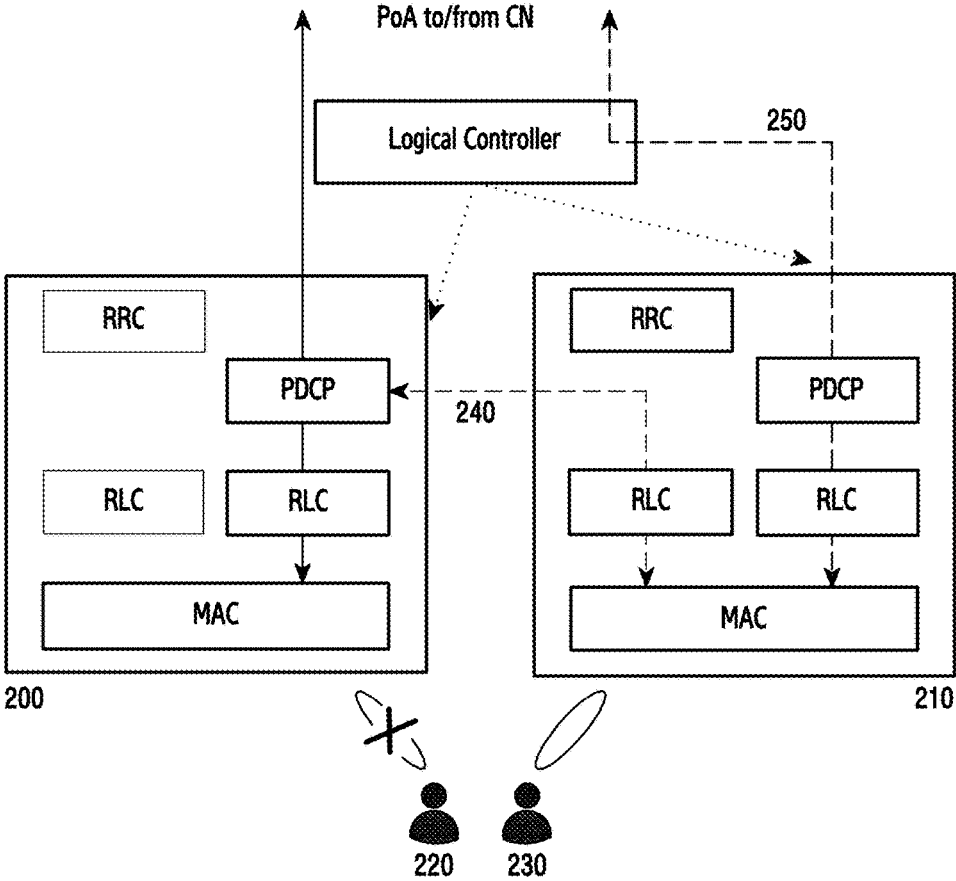 PoA to/from CN
Logical Controller
250
RRC
RRC
PDCP
240
PDCP
RLC
RLC
RLC
RLC
MAC
MAC
200
210
220
230